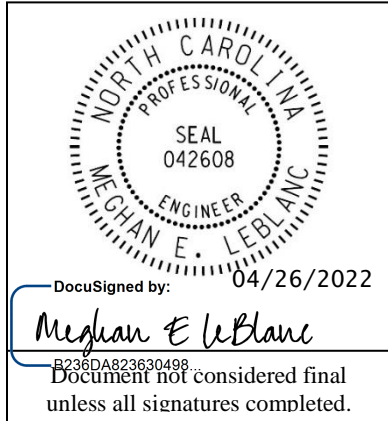 NORTH CAROLINA
PROFESSIONAL
SEAL
042608
ENGINEER
MEGHAN E. LEBLANC
04/26/2022
DocuSigned by:
Meghan E LeBlanc
B236DA823630498...
Document not considered final
unless all signatures completed.